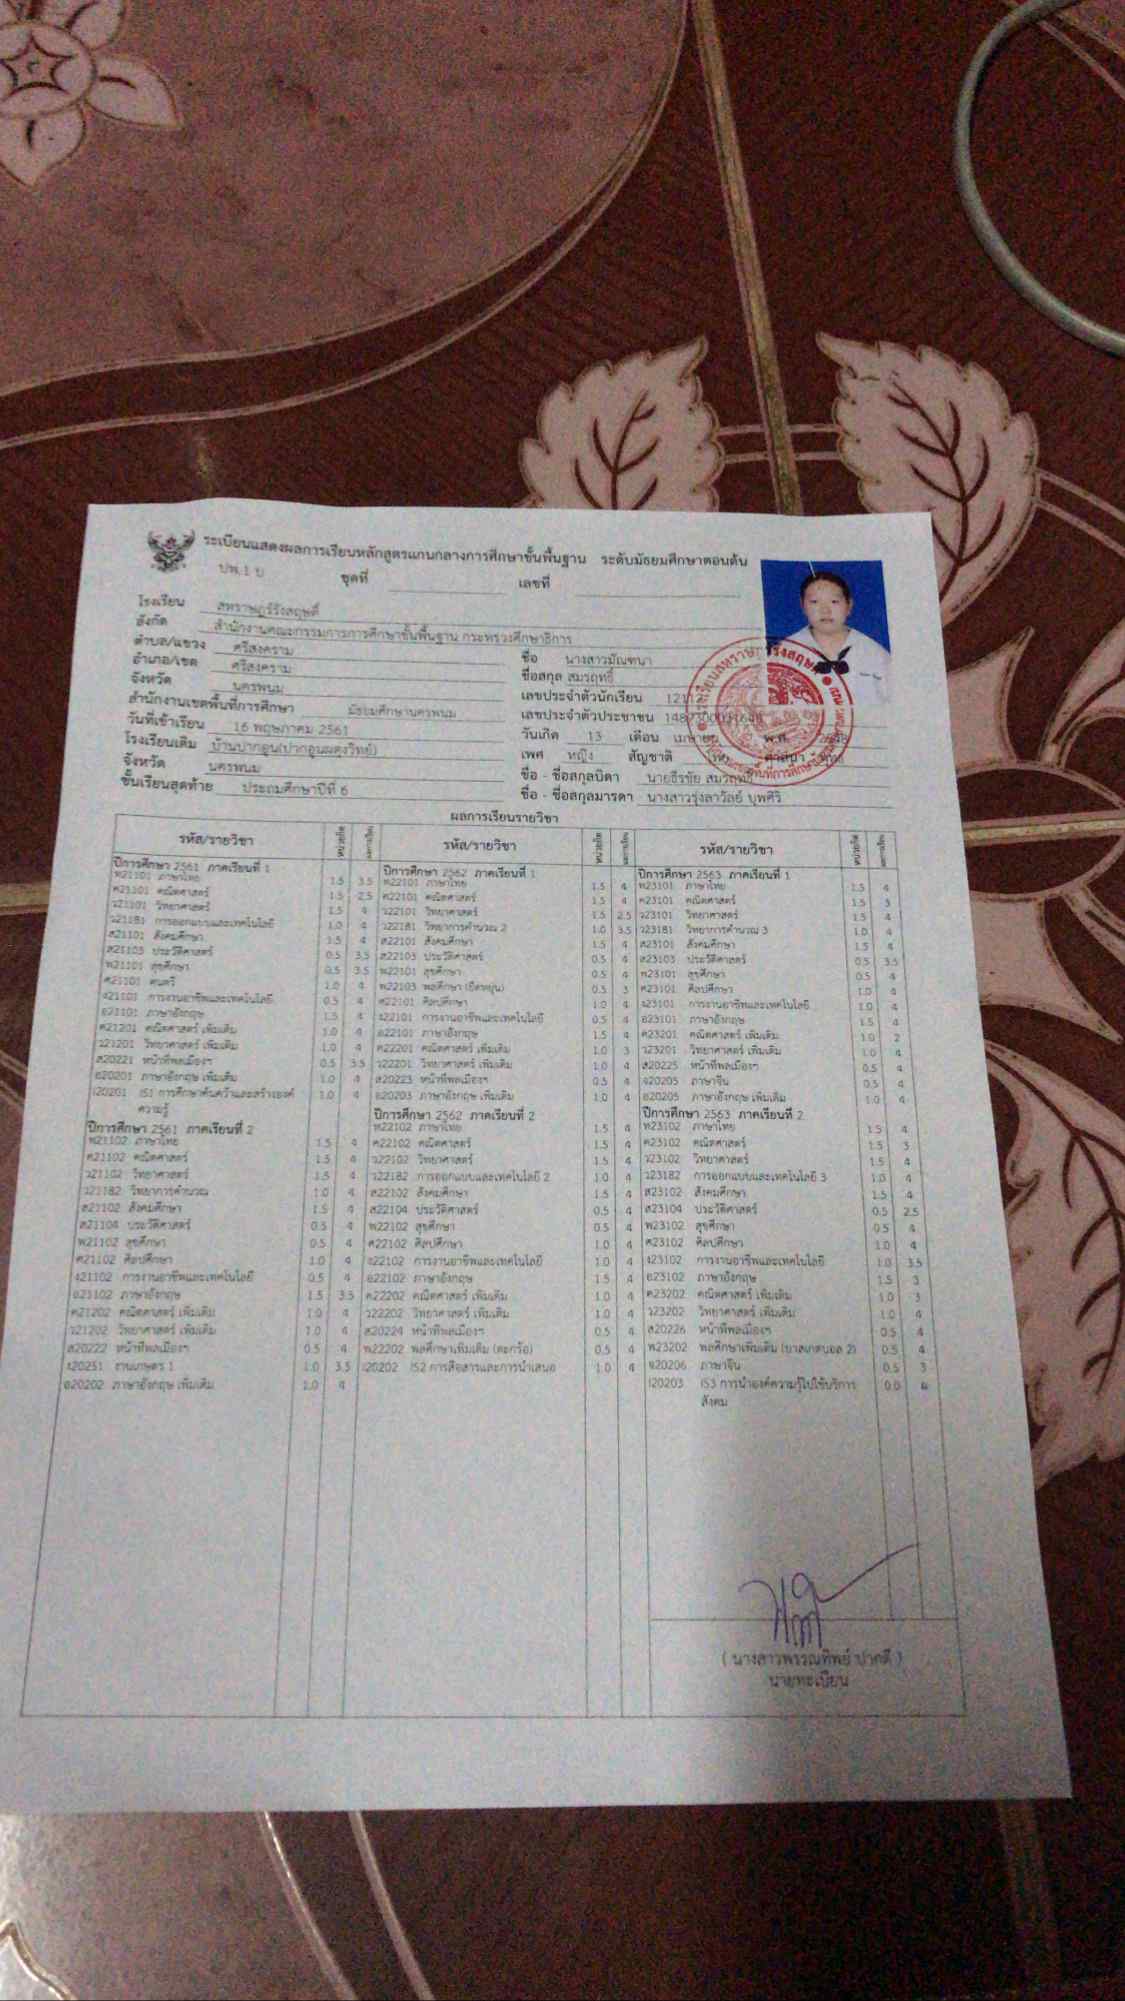 ระเบียนแสดงผลการเรียนหลักสูตรแกนกลางการศึกษาขั้นพื้นฐาน ระดับมัธยมศึกษาตอนต้น
ปพ.1 บ ชุดที่ เลขที่
โรงเรียน สหราษฎร์รังสฤษดิ์
สังกัด สำนักงานคณะกรรมการการศึกษาขั้นพื้นฐาน กระทรวงศึกษาธิการ
ตำบล/แขวง ศรีสงคราม
อำเภอ/เขต ศรีสงคราม
จังหวัด นครพนม
สำนักงานเขตพื้นที่การศึกษา มัธยมศึกษานครพนม
วันที่เข้าเรียน 16 พฤษภาคม 2561
โรงเรียนเดิม บ้านปากอูน(ปากอูนผดุงวิทย์)
จังหวัด นครพนม
ชั้นเรียนสุดท้าย ประถมศึกษาปีที่ 6
ชื่อ นางสาวมัณฑนา
ชื่อสกุล สมรฤทธิ์
เลขประจำตัวนักเรียน
เลขประจำตัวประชาชน
วันเกิด 13 เดือน เมษายน พ.ศ.
เพศ หญิง สัญชาติ ไทย ศาสนา
ชื่อ - ชื่อสกุลบิดา นายธีรชัย สมรฤทธิ์
ชื่อ - ชื่อสกุลมารดา นางสาวรุ่งลาวัลย์ บุพศิริ
ผลการเรียนรายวิชา
รหัส/รายวิชา หน่วยกิต ผลการเรียน
ปีการศึกษา 2561 ภาคเรียนที่ 1
ท21101 ภาษาไทย 1.5 3.5
ค21101 คณิตศาสตร์ 1.5 2.5
ว21101 วิทยาศาสตร์ 1.5 4
ว21181 การออกแบบและเทคโนโลยี 1.0 4
ส21101 สังคมศึกษา 1.5 4
ส21103 ประวัติศาสตร์ 0.5 3.5
พ21101 สุขศึกษา 0.5 3.5
ศ21101 ดนตรี 1.0 4
ง21101 การงานอาชีพและเทคโนโลยี 0.5 4
อ21101 ภาษาอังกฤษ 1.5 4
ค21201 คณิตศาสตร์ เพิ่มเติม 1.0 4
ว21201 วิทยาศาสตร์ เพิ่มเติม 1.0 4
ส20221 หน้าที่พลเมืองฯ 0.5 3.5
อ20201 ภาษาอังกฤษ เพิ่มเติม 1.0 4
I20201 IS1 การศึกษาค้นคว้าและสร้างองค์ 1.0 4
ความรู้
ปีการศึกษา 2561 ภาคเรียนที่ 2
ท21102 ภาษาไทย 1.5 4
ค21102 คณิตศาสตร์ 1.5 4
ว21102 วิทยาศาสตร์ 1.5 4
ว21182 วิทยาการคำนวณ 1.0 4
ส21102 สังคมศึกษา 1.5 4
ส21104 ประวัติศาสตร์ 0.5 4
พ21102 สุขศึกษา 0.5 4
ศ21102 ศิลปศึกษา 1.0 4
ง21102 การงานอาชีพและเทคโนโลยี 0.5 4
อ21102 ภาษาอังกฤษ 1.5 3.5
ค21202 คณิตศาสตร์ เพิ่มเติม 1.0 4
ว21202 วิทยาศาสตร์ เพิ่มเติม 1.0 4
ส20222 หน้าที่พลเมืองฯ 0.5 4
ง20251 งานเกษตร 1 1.0 3.5
อ20202 ภาษาอังกฤษ เพิ่มเติม 1.0 4
รหัส/รายวิชา หน่วยกิต ผลการเรียน
ปีการศึกษา 2562 ภาคเรียนที่ 1
ท22101 ภาษาไทย 1.5 4
ค22101 คณิตศาสตร์ 1.5 4
ว22101 วิทยาศาสตร์ 1.5 2.5
ว22181 วิทยาการคำนวณ 2 1.0 3.5
ส22101 สังคมศึกษา 1.5 4
ส22103 ประวัติศาสตร์ 0.5 4
พ22101 สุขศึกษา 0.5 4
พ22103 พลศึกษา (ยืดหยุ่น) 0.5 3
ศ22101 ศิลปศึกษา 1.0 4
ง22101 การงานอาชีพและเทคโนโลยี 0.5 4
อ22101 ภาษาอังกฤษ 1.5 4
ค22201 คณิตศาสตร์ เพิ่มเติม 1.0 3
ว22201 วิทยาศาสตร์ เพิ่มเติม 1.0 4
ส20223 หน้าที่พลเมืองฯ 0.5 4
อ20203 ภาษาอังกฤษ เพิ่มเติม 1.0 4
ปีการศึกษา 2562 ภาคเรียนที่ 2
ท22102 ภาษาไทย 1.5 4
ค22102 คณิตศาสตร์ 1.5 4
ว22102 วิทยาศาสตร์ 1.5 4
ว22182 การออกแบบและเทคโนโลยี 2 1.0 4
ส22102 สังคมศึกษา 1.5 4
ส22104 ประวัติศาสตร์ 0.5 4
พ22102 สุขศึกษา 0.5 4
ศ22102 ศิลปศึกษา 1.0 4
ง22102 การงานอาชีพและเทคโนโลยี 1.0 4
อ22102 ภาษาอังกฤษ 1.5 4
ค22202 คณิตศาสตร์ เพิ่มเติม 1.0 4
ว22202 วิทยาศาสตร์ เพิ่มเติม 1.0 4
ส20224 หน้าที่พลเมืองฯ 0.5 4
พ22202 พลศึกษาเพิ่มเติม (ตะกร้อ) 0.5 4
I20202 IS2 การสื่อสารและการนำเสนอ 1.0 4
รหัส/รายวิชา หน่วยกิต ผลการเรียน
ปีการศึกษา 2563 ภาคเรียนที่ 1
ท23101 ภาษาไทย 1.5 4
ค23101 คณิตศาสตร์ 1.5 3
ว23101 วิทยาศาสตร์ 1.5 4
ว23181 วิทยาการคำนวณ 3 1.0 4
ส23101 สังคมศึกษา 1.5 4
ส23103 ประวัติศาสตร์ 0.5 3.5
พ23101 สุขศึกษา 0.5 4
ศ23101 ศิลปศึกษา 1.0 4
ง23101 การงานอาชีพและเทคโนโลยี 1.0 4
อ23101 ภาษาอังกฤษ 1.5 4
ค23201 คณิตศาสตร์ เพิ่มเติม 1.0 2
ว23201 วิทยาศาสตร์ เพิ่มเติม 1.0 4
ส20225 หน้าที่พลเมืองฯ 0.5 4
จ20205 ภาษาจีน 0.5 4
อ20205 ภาษาอังกฤษ เพิ่มเติม 1.0 4
ปีการศึกษา 2563 ภาคเรียนที่ 2
ท23102 ภาษาไทย 1.5 4
ค23102 คณิตศาสตร์ 1.5 3
ว23102 วิทยาศาสตร์ 1.5 4
ว23182 การออกแบบและเทคโนโลยี 3 1.0 4
ส23102 สังคมศึกษา 1.5 4
ส23104 ประวัติศาสตร์ 0.5 2.5
พ23102 สุขศึกษา 0.5 4
ศ23102 ศิลปศึกษา 1.0 4
ง23102 การงานอาชีพและเทคโนโลยี 1.0 3.5
อ23102 ภาษาอังกฤษ 1.5 3
ค23202 คณิตศาสตร์ เพิ่มเติม 1.0 3
ว23202 วิทยาศาสตร์ เพิ่มเติม 1.0 4
ส20226 หน้าที่พลเมืองฯ 0.5 4
พ23202 พลศึกษาเพิ่มเติม (บาสเกตบอล 2) 0.5 4
จ20206 ภาษาจีน 0.5 3
I20203 IS3 การนำองค์ความรู้ไปใช้บริการ 0.0 ผ
สังคม
( นางสาวพรรณทิพย์ ปากดี )
นายทะเบียน